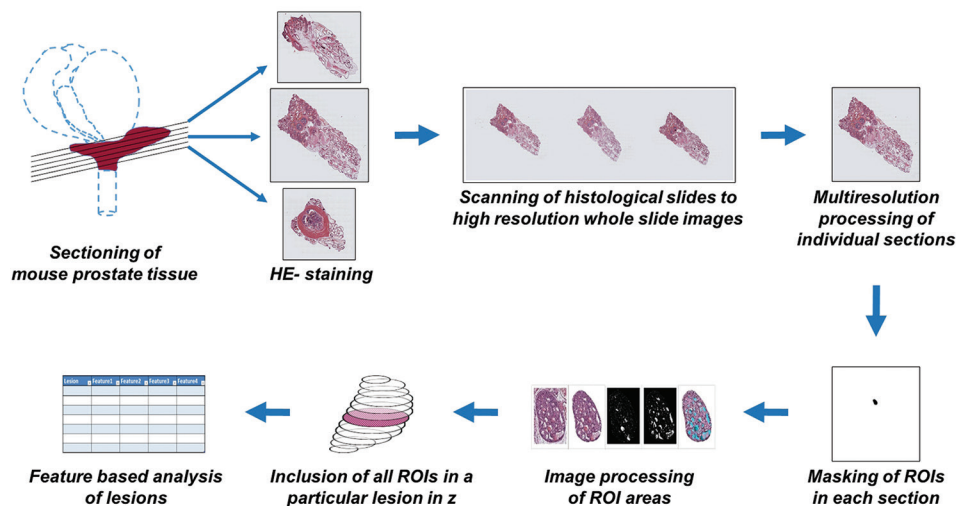 Sectioning of
mouse prostate tissue
HE- staining
Scanning of histological slides to
high resolution whole slide images
Multiresolution
processing of
individual sections
Masking of ROIs
in each section
Image processing
of ROI areas
Inclusion of all ROIs in a
particular lesion in z
Lesion Feature1 Feature2 Feature3 Feature4
Feature based analysis
of lesions